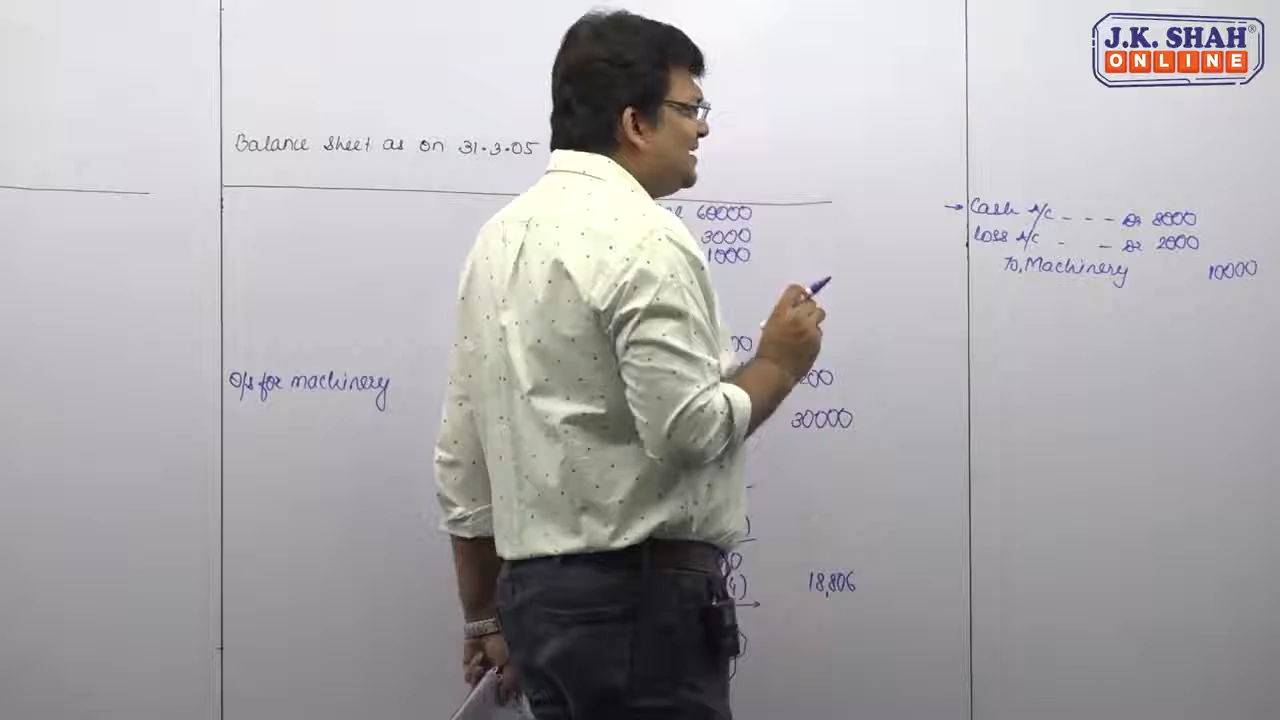 J.K. SHAH®
ONLINE
Balance Sheet as on 31.3.05
60000
3000
1000
O/s for machinery
30000
18,806
→ Cash A/c - - - Dr 8000
Loss A/c - - Dr 2000
To, Machinery 10000